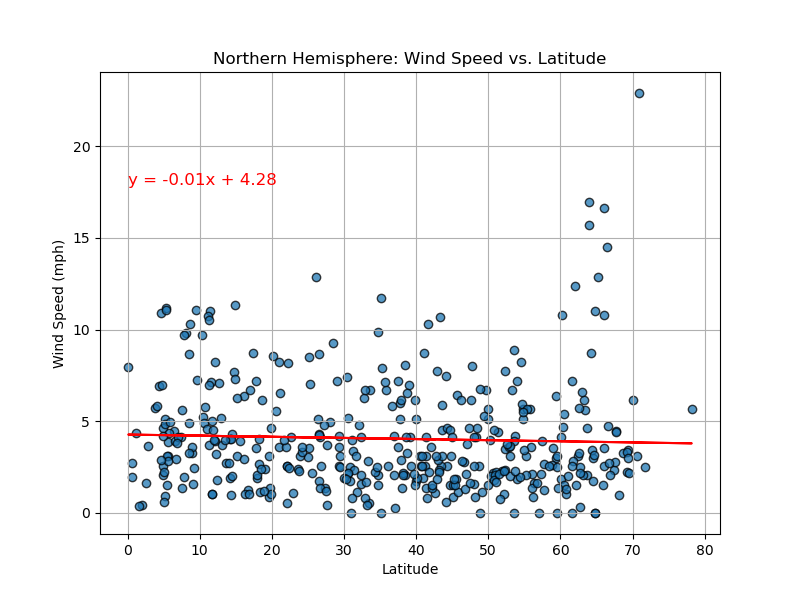 Northern Hemisphere: Wind Speed vs. Latitude
20
y = -0.01x + 4.28
15
Wind Speed (mph)
10
5
0
0 10 20 30 40 50 60 70 80
Latitude